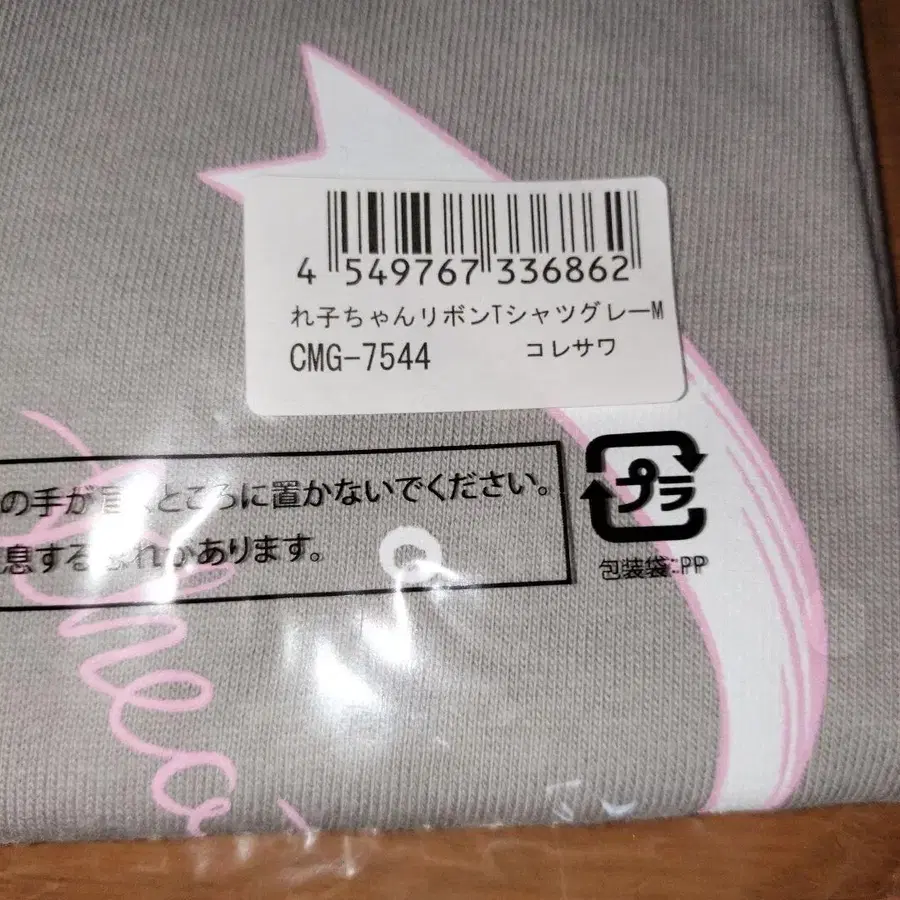 4 549767 336862
れ子ちゃんリボンTシャツグレーM
CMG-7544 コレサワ
の手が届くところに置かないでください。
息するおそれがあります。
プラ
包装袋:PP